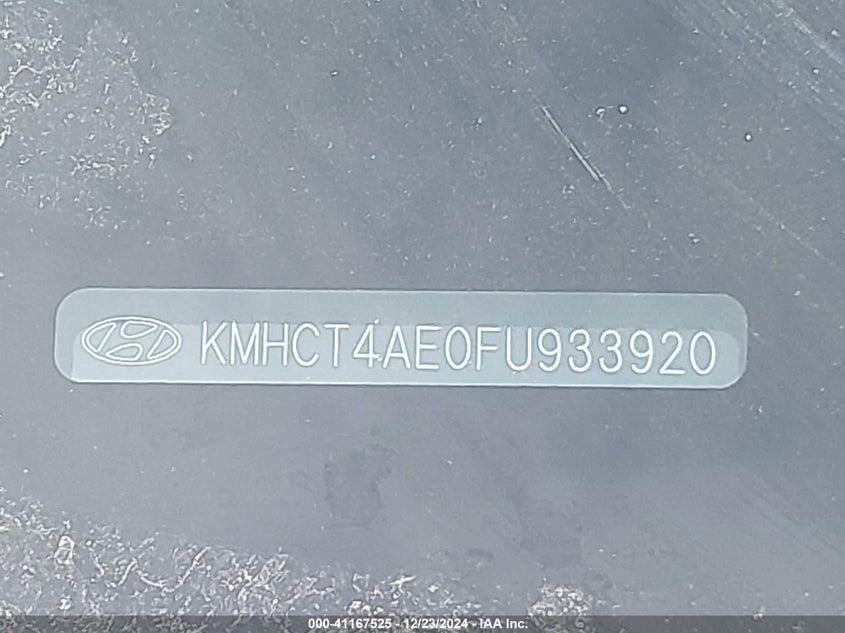 KMHCT4AE0FU933920
000-41167525 - 12/23/2024 - IAA Inc.